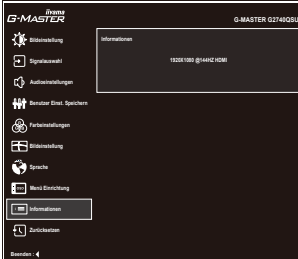 iiyama
G-MASTER
G-MASTER G2740QSU
Bildeinstellung
Informationen
1920X1080 @144HZ HDMI
Signalauswahl
Audioeinstellungen
Benutzer Einst. Speichern
Farbeinstellungen
Bildeinstellung
Sprache
Menü Einrichtung
Informationen
Zurücksetzen
Beenden :